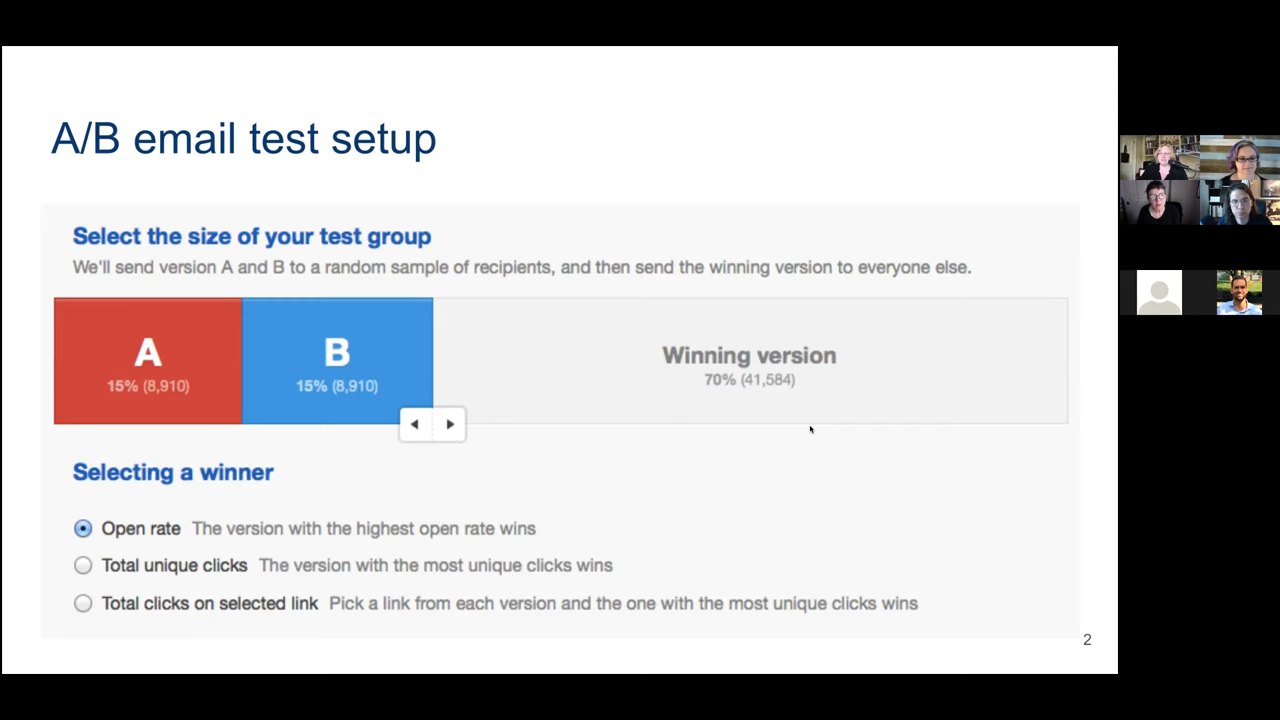 A/B email test setup
Select the size of your test group
We'll send version A and B to a random sample of recipients, and then send the winning version to everyone else.
A
15% (8,910)
B
15% (8,910)
Winning version
70% (41,584)
Selecting a winner
Open rate The version with the highest open rate wins
Total unique clicks The version with the most unique clicks wins
Total clicks on selected link Pick a link from each version and the one with the most unique clicks wins
2